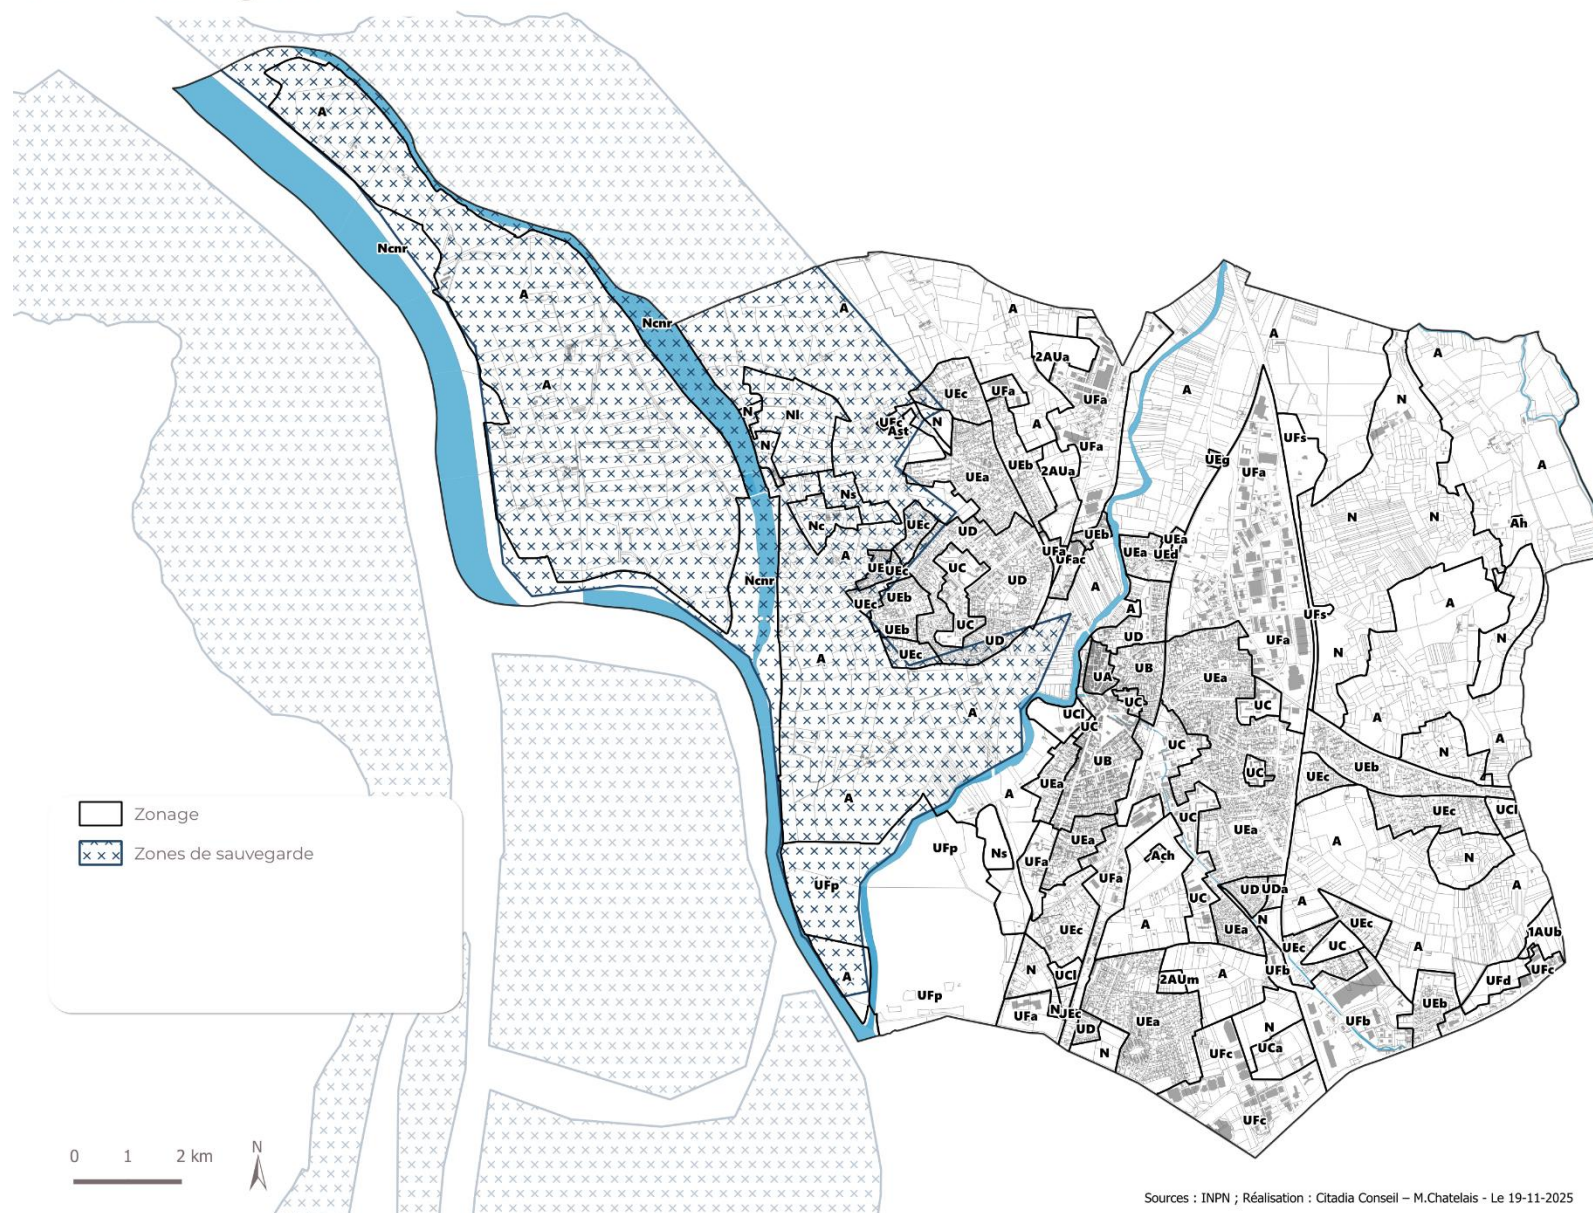 A
Ncnr
A
Ncnr
A
A
A
A
2AUa
A
A
UFa
A
UEc
UFa
N
Nl
N
UEc
Ast
N
A
UFa
UFs
N
UEb
2AUa
UEa
UEg
UFa
A
Ns
Nc
UEc
UD
N
N
Ah
A
UEb
UEa
UEa
UEd
UFa
UFac
UC
UEc
Ncnr
UD
A
UEb
UEc
A
A
UFs
UC
UEb
UD
UD
UFa
N
N
UEc
A
UB
UA
UEa
UC
UC
UCl
UC
A
A
UC
N
A
UB
UC
UEc
UEb
UEa
A
A
UC
UEc
UCl
Zonage
UEa
UEa
A
UFp
Ns
UFa
Ach
N
Zones de sauvegarde
UFa
UFp
UC
UD
UDa
A
A
N
UEc
UEc
A
UEa
UEc
UC
1AUb
A
N
UCl
2AUm
A
UFb
UFd
UFc
A
UFp
UFa
N
UEc
UD
UEa
N
UEb
UFb
N
UFc
UCa
UFc
N
0 1 2 km
Sources : INPN ; Réalisation : Citadia Conseil – M.Chatelais - Le 19-11-2025